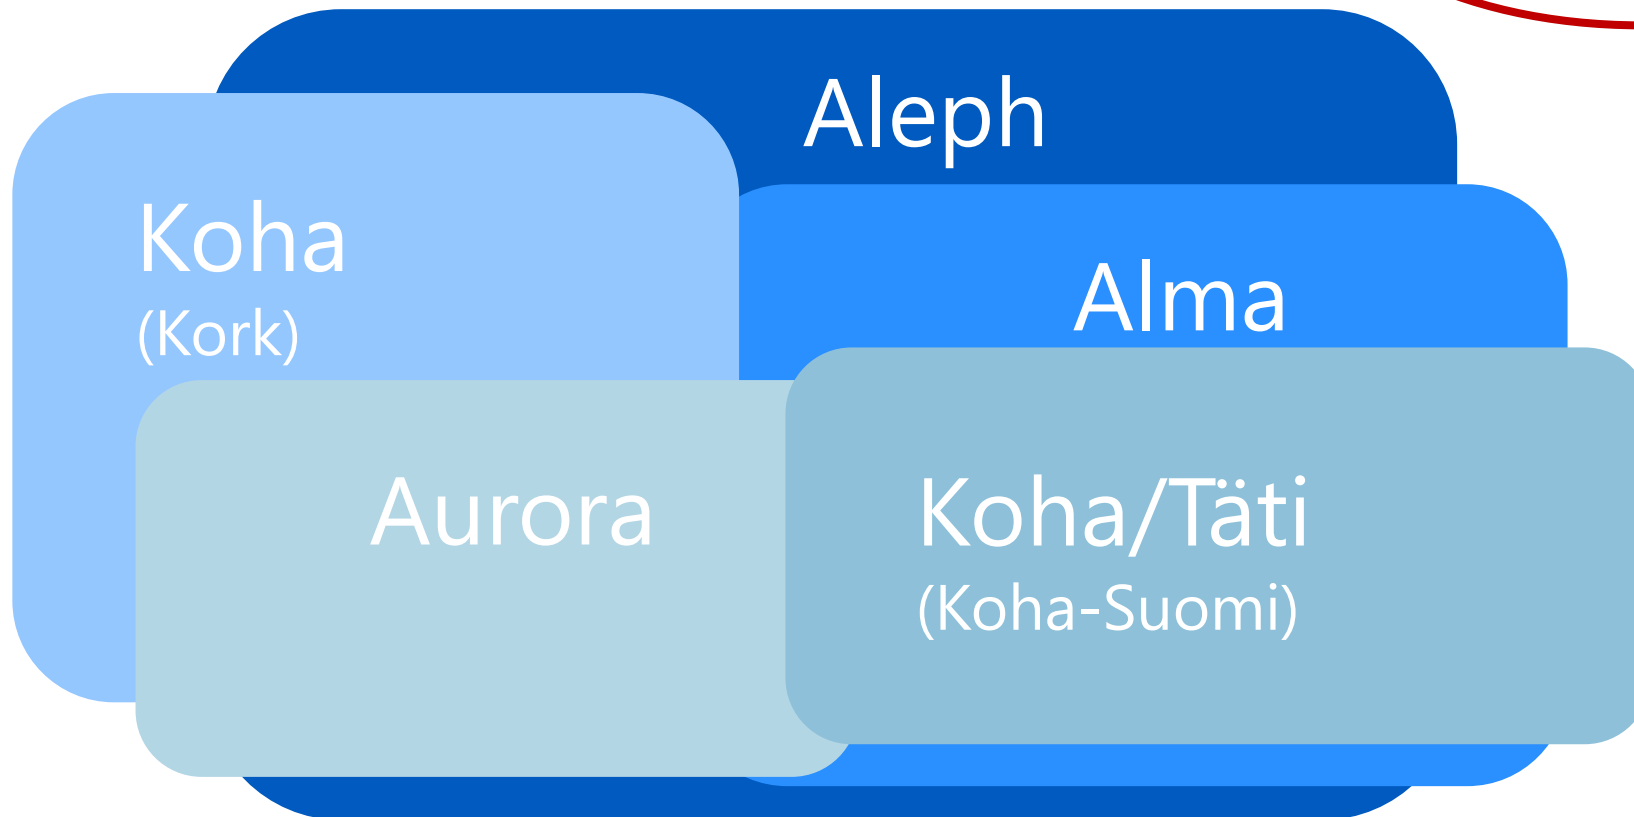 Aleph
Koha
(Kork)
Alma
Aurora
Koha/Täti
(Koha-Suomi)